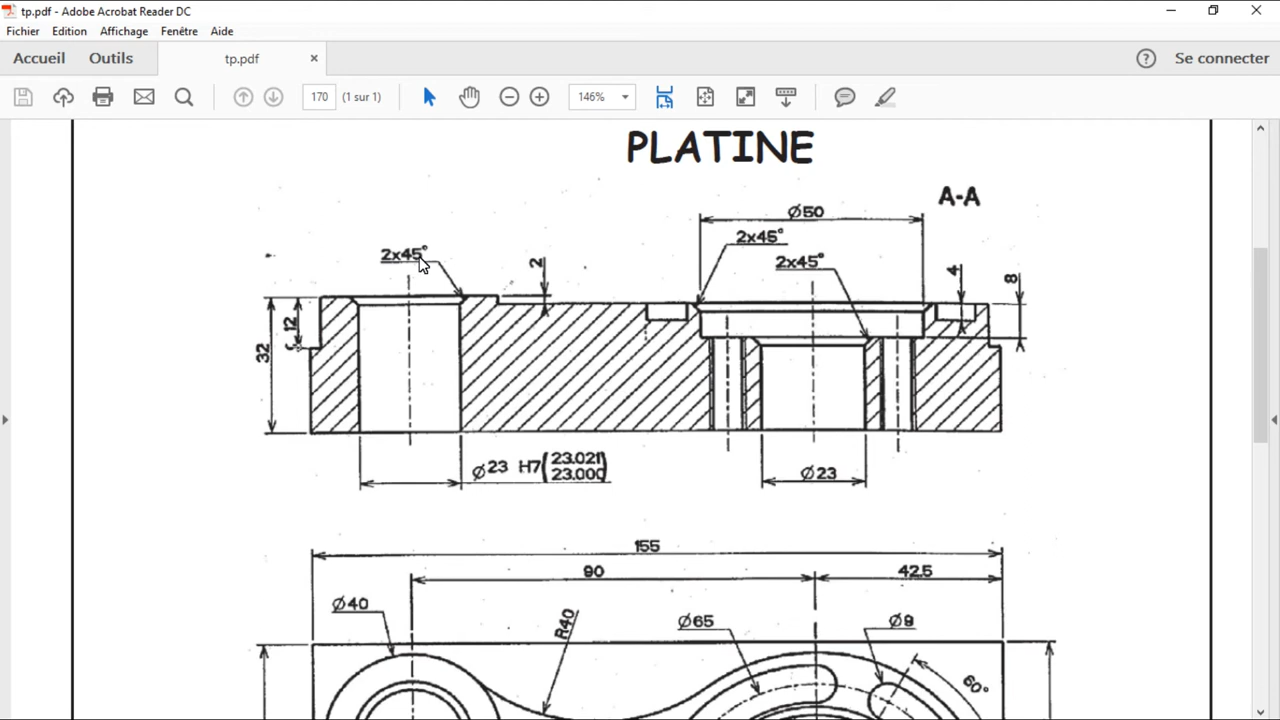 tp.pdf - Adobe Acrobat Reader DC
Fichier Edition Affichage Fenêtre Aide
Accueil Outils tp.pdf × ? Se connecter
170 (1 sur 1) 146%
PLATINE
A-A
Ø50
2x45°
2x45°
2x45°
2
4
8
12
32
Ø23 H7(23.021
23.000)
Ø23
155
90
42.5
Ø40
R40
Ø65
Ø9
60°